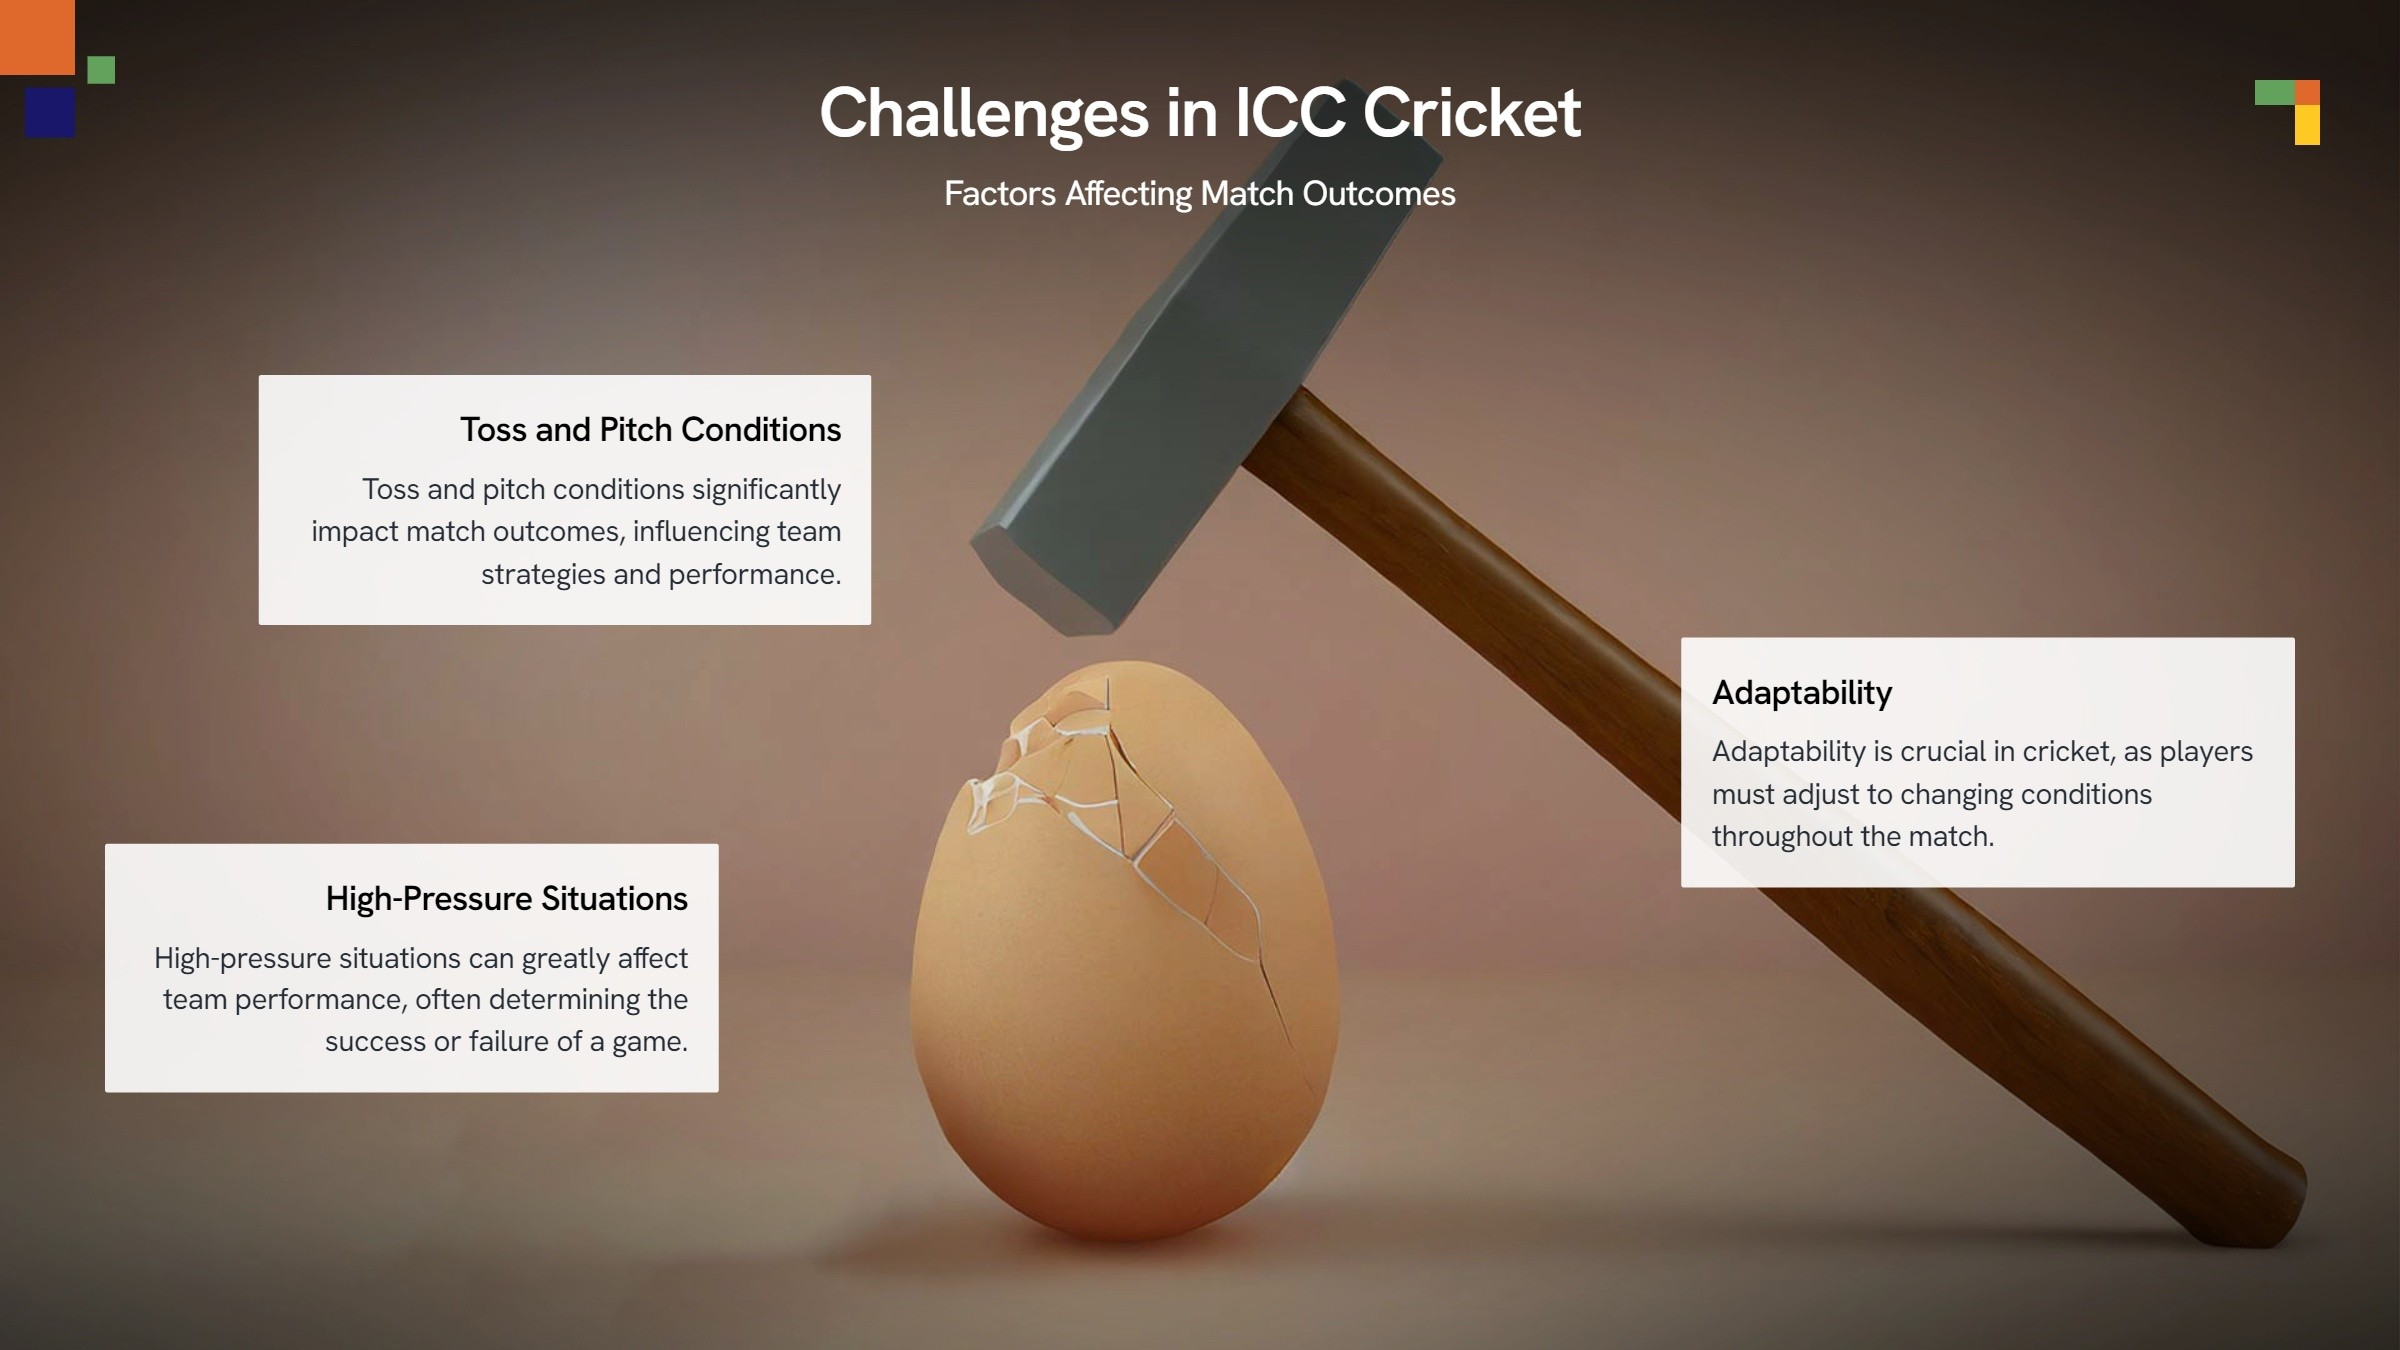 Challenges in ICC Cricket
Factors Affecting Match Outcomes
Toss and Pitch Conditions
Toss and pitch conditions significantly
impact match outcomes, influencing team
strategies and performance.
High-Pressure Situations
High-pressure situations can greatly affect
team performance, often determining the
success or failure of a game.
Adaptability
Adaptability is crucial in cricket, as players
must adjust to changing conditions
throughout the match.